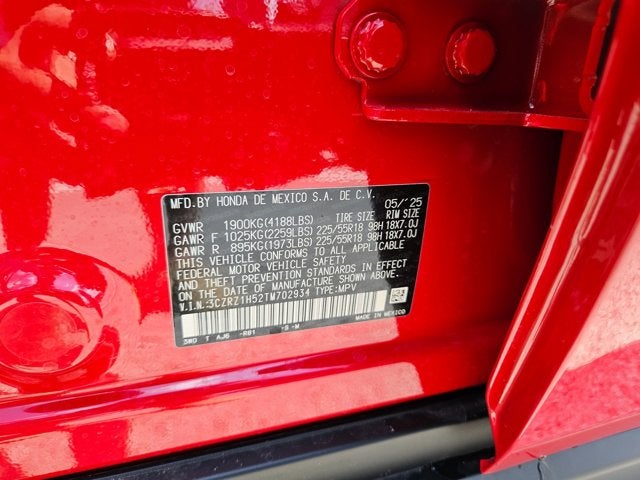 MFD.BY HONDA DE MEXICO S.A. DE C.V. 05/'25
GVWR 1900KG(4188LBS) TIRE SIZE RIM SIZE
GAWR F 1025KG(2259LBS) 225/55R18 98H 18X7.0J
GAWR R 895KG(1973LBS) 225/55R18 98H 18X7.0J
THIS VEHICLE CONFORMS TO ALL APPLICABLE
FEDERAL MOTOR VEHICLE SAFETY
AND THEFT PREVENTION STANDARDS IN EFFECT
ON THE DATE OF MANUFACTURE SHOWN ABOVE.
V.I.N.:3CZRZ1H52TM702934 TYPE:MPV
3WO T AJ6 -R81 -S -M
MADE IN MEXICO